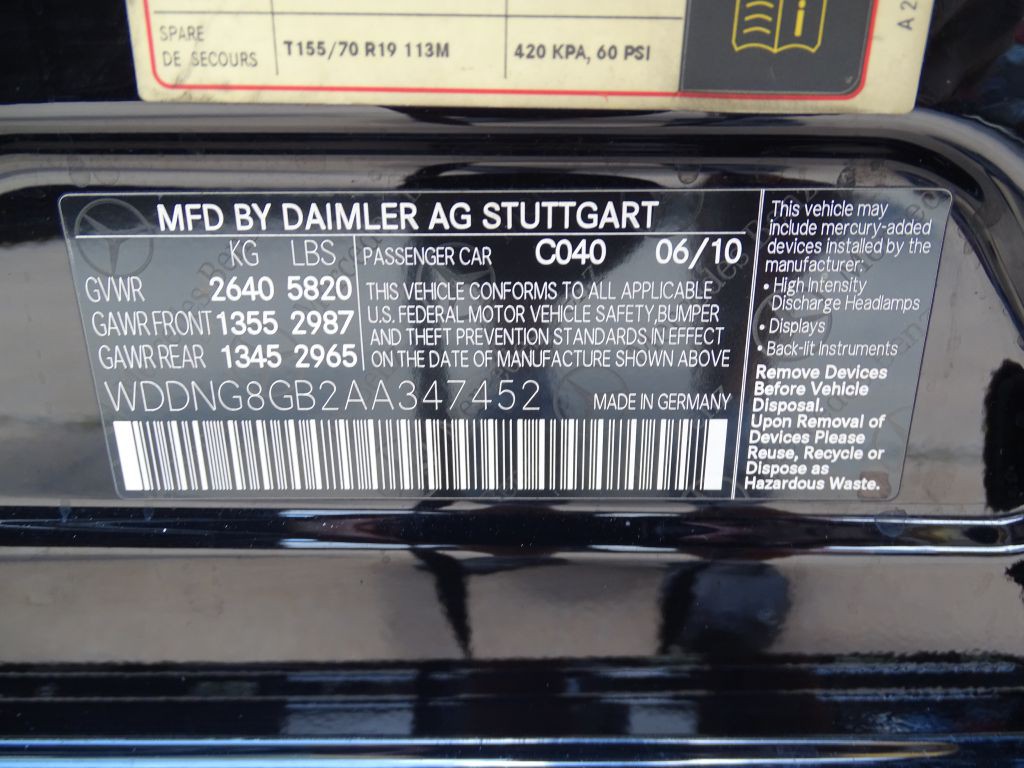 SPARE
DE SECOURS
T155/70 R19 113M
420 KPA, 60 PSI
A 2
MFD BY DAIMLER AG STUTTGART
KG LBS
GVWR 2640 5820
GAWR FRONT 1355 2987
GAWR REAR 1345 2965
PASSENGER CAR C040 06/10
THIS VEHICLE CONFORMS TO ALL APPLICABLE
U.S. FEDERAL MOTOR VEHICLE SAFETY,BUMPER
AND THEFT PREVENTION STANDARDS IN EFFECT
ON THE DATE OF MANUFACTURE SHOWN ABOVE
WDDNG8GB2AA347452
MADE IN GERMANY
This vehicle may
include mercury-added
devices installed by the
manufacturer:
• High Intensity
Discharge Headlamps
• Displays
• Back-lit Instruments
Remove Devices
Before Vehicle
Disposal.
Upon Removal of
Devices Please
Reuse, Recycle or
Dispose as
Hazardous Waste.